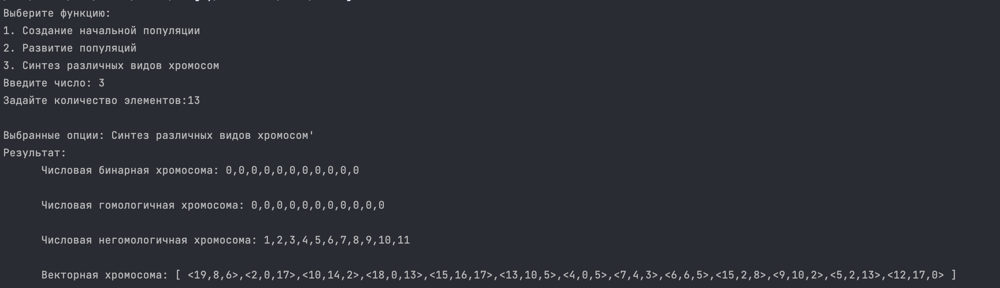 Выберите функцию:
1. Создание начальной популяции
2. Развитие популяций
3. Синтез различных видов хромосом
Введите число: 3
Задайте количество элементов:13
Выбранные опции: Синтез различных видов хромосом'
Результат:
Числовая бинарная хромосома: 0,0,0,0,0,0,0,0,0,0,0
Числовая гомологичная хромосома: 0,0,0,0,0,0,0,0,0,0,0
Числовая негомологичная хромосома: 1,2,3,4,5,6,7,8,9,10,11
Векторная хромосома: [ <19,8,6>,<2,0,17>,<10,14,2>,<18,0,13>,<15,16,17>,<13,10,5>,<4,0,5>,<7,4,3>,<6,6,5>,<15,2,8>,<9,10,2>,<5,2,13>,<12,17,0> ]